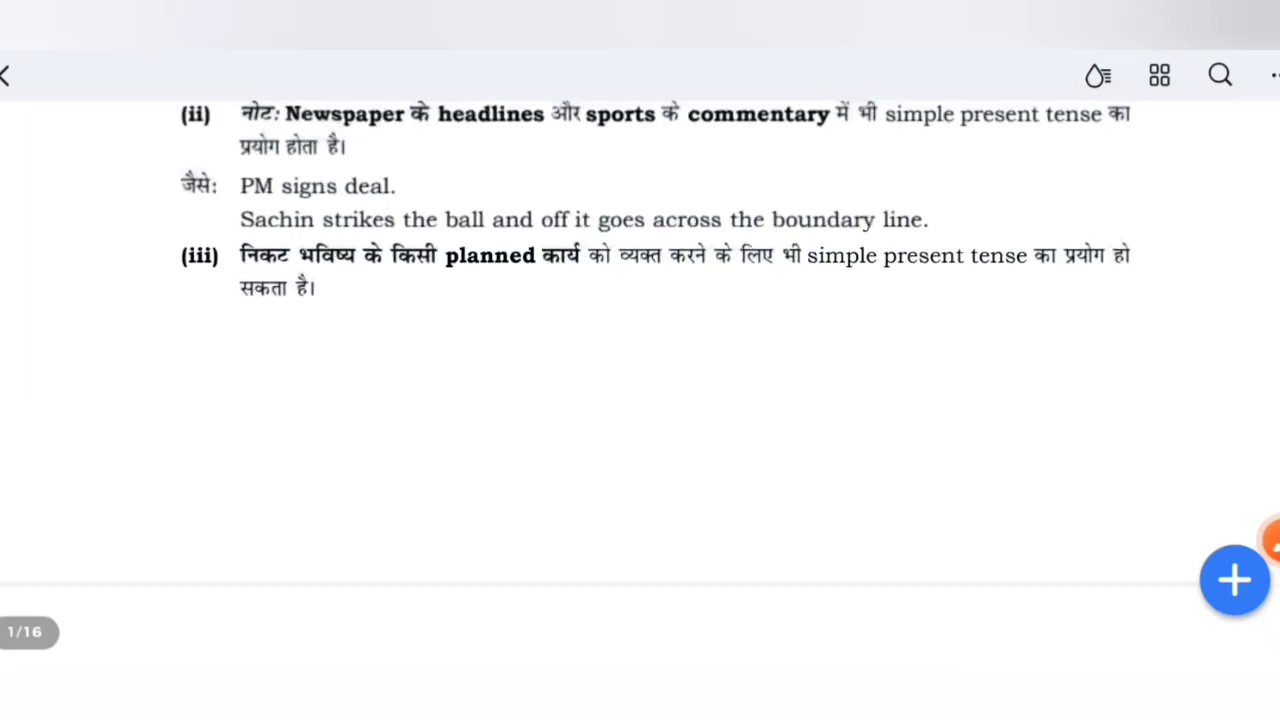 (ii) नोट: Newspaper के headlines और sports के commentary में भी simple present tense का
प्रयोग होता है।
जैसे: PM signs deal.
Sachin strikes the ball and off it goes across the boundary line.
(iii) निकट भविष्य के किसी planned कार्य को व्यक्त करने के लिए भी simple present tense का प्रयोग हो
सकता है।
1/16